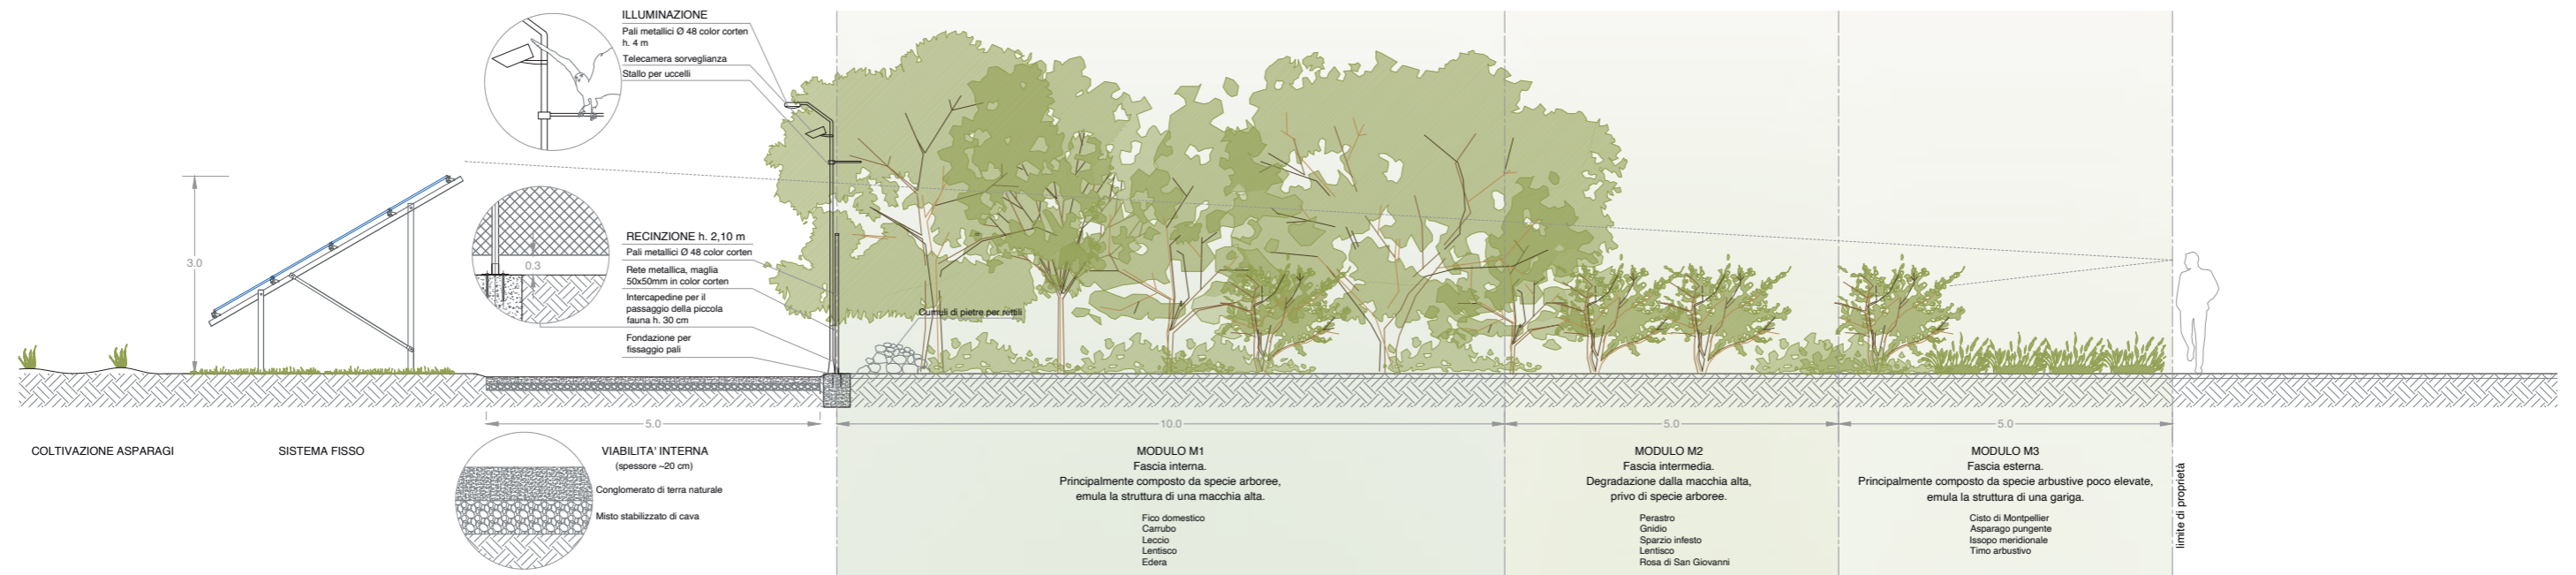 ILLUMINAZIONE
Pali metallici Ø 48 color corten
h. 4 m
Telecamera sorveglianza
Stallo per uccelli
3.0
0.3
RECINZIONE h. 2,10 m
Pali metallici Ø 48 color corten
Rete metallica, maglia
50x50mm in color corten
Intercapedine per il
passaggio della piccola
fauna h. 30 cm
Fondazione per
fissaggio pali
Cumuli di pietre per rettili
5.0
10.0
5.0
5.0
COLTIVAZIONE ASPARAGI
SISTEMA FISSO
VIABILITA' INTERNA
(spessore ~20 cm)
Conglomerato di terra naturale
Misto stabilizzato di cava
MODULO M1
Fascia interna.
Principalmente composto da specie arboree,
emula la struttura di una macchia alta.
Fico domestico
Carrubo
Leccio
Lentisco
Edera
MODULO M2
Fascia intermedia.
Degradazione dalla macchia alta,
privo di specie arboree.
Perastro
Gnidio
Sparzio infesto
Lentisco
Rosa di San Giovanni
MODULO M3
Fascia esterna.
Principalmente composto da specie arbustive poco elevate,
emula la struttura di una gariga.
Cisto di Montpellier
Asparago pungente
Issopo meridionale
Timo arbustivo
limite di proprietà